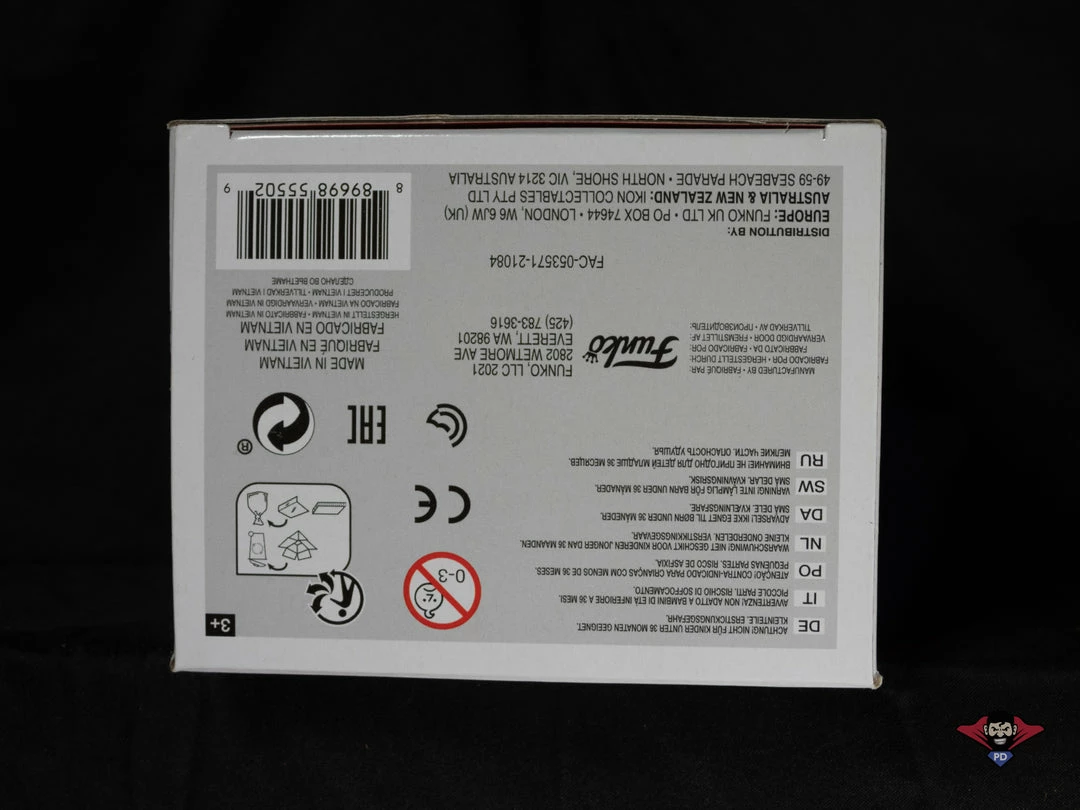 3+
DE
ACHTUNG! NICHT FÜR KINDER UNTER 36 MONATEN GEEIGNET.
KLEINTEILE. ERSTICKUNGSGEFAHR.
IT
AVVERTENZA! NON ADATTO A BAMBINI DI ETÀ INFERIORE A 36 MESI.
PICCOLE PARTI. RISCHIO DI SOFFOCAMENTO.
PO
ATENÇÃO! CONTRA-INDICADO PARA CRIANÇAS COM MENOS DE 36 MESES.
PEQUENAS PARTES. RISCO DE ASFIXIA.
NL
WAARSCHUWING! NIET GESCHIKT VOOR KINDEREN JONGER DAN 36 MAANDEN.
KLEINE ONDERDELEN. VERSTIKKINGSGEVAAR.
DA
ADVARSEL! IKKE EGNET TIL BØRN UNDER 36 MÅNEDER.
SMÅ DELE. KVÆLNINGSFARE.
SW
VARNING! INTE LÄMPLIG FÖR BARN UNDER 36 MÅNADER.
SMÅ DELAR. KVÄVNINGSRISK.
RU
ВНИМАНИЕ! НЕ ПРИГОДНО ДЛЯ ДЕТЕЙ МЛАДШЕ 36 МЕСЯЦЕВ.
МЕЛКИЕ ЧАСТИ. ОПАСНОСТЬ УДУШЬЯ.
0-3
CE
EAC
®
MANUFACTURED BY • FABRIQUÉ PAR:
FABRICADO POR • HERGESTELLT DURCH:
FABBRICATO DA • FABRICADO POR:
VERVAARDIGD DOOR • FREMSTILLET AF:
TILLVERKAD AV • ПРОИЗВОДИТЕЛЬ:
Funko
FUNKO, LLC 2021
2802 WETMORE AVE
EVERETT, WA 98201
(425) 783-3616
MADE IN VIETNAM
FABRIQUÉ EN VIETNAM
FABRICADO EN VIETNAM
HERGESTELLT IN VIETNAM • FABBRICATO IN VIETNAM
FABRICADO NA VIETNAM • VERVAARDIGD IN VIETNAM
PRODUCERET I VIETNAM • TILLVERKAD I VIETNAM
СДЕЛАНО ВО ВЬЕТНАМЕ
FAC-053571-21084
DISTRIBUTION BY:
EUROPE: FUNKO UK LTD • PO BOX 74644 • LONDON, W6 6JW (UK)
AUSTRALIA & NEW ZEALAND: IKON COLLECTABLES PTY LTD
49-59 SEABEACH PARADE • NORTH SHORE, VIC 3214 AUSTRALIA
8 89698 55502 9
PD